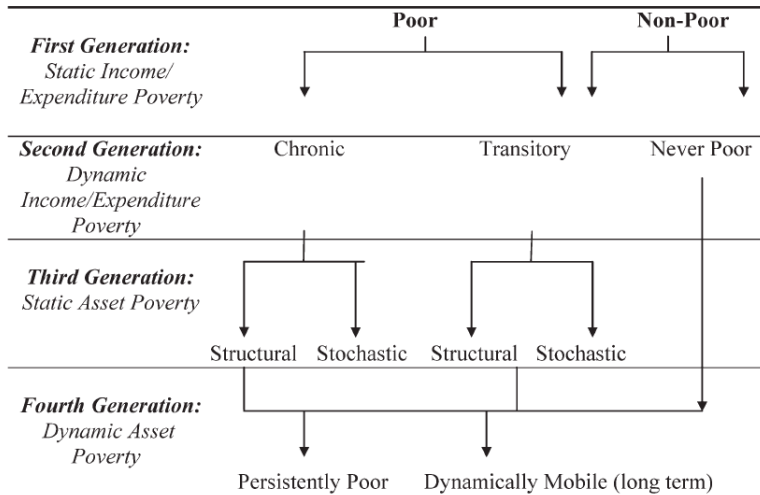 Poor Non-Poor
First Generation:
Static Income/
Expenditure Poverty
Second Generation: Chronic Transitory Never Poor
Dynamic
Income/Expenditure
Poverty
Third Generation:
Static Asset Poverty
Structural Stochastic Structural Stochastic
Fourth Generation:
Dynamic Asset
Poverty
Persistently Poor Dynamically Mobile (long term)